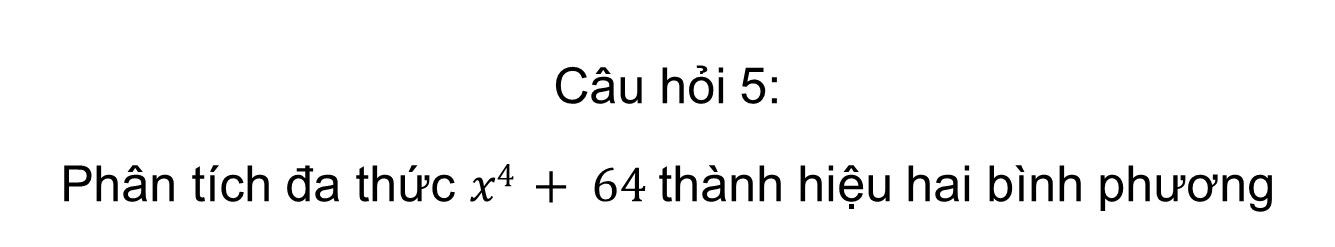 Câu hỏi 5:
Phân tích đa thức x⁴ + 64 thành hiệu hai bình phương